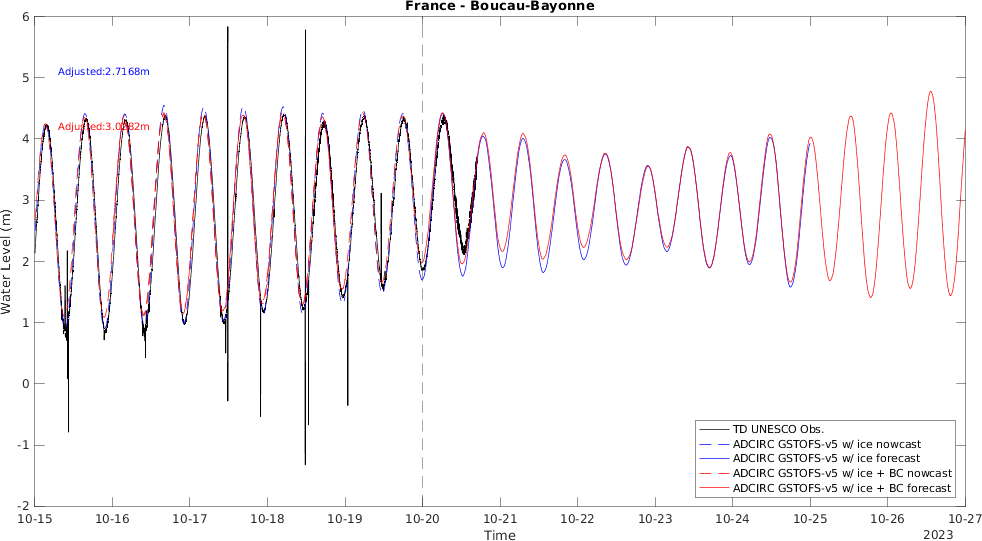 France - Boucau-Bayonne
6
5
4
3
2
1
0
-1
-2
Water Level (m)
Adjusted:2.7168m
TD UNESCO Obs.
ADCIRC GSTOFS-v5 w/ ice nowcast
ADCIRC GSTOFS-v5 w/ ice forecast
ADCIRC GSTOFS-v5 w/ ice + BC nowcast
ADCIRC GSTOFS-v5 w/ ice + BC forecast
10-15
10-16
10-17
10-18
10-19
10-20
10-21
10-22
10-23
10-24
10-25
10-26
10-27
Time
2023